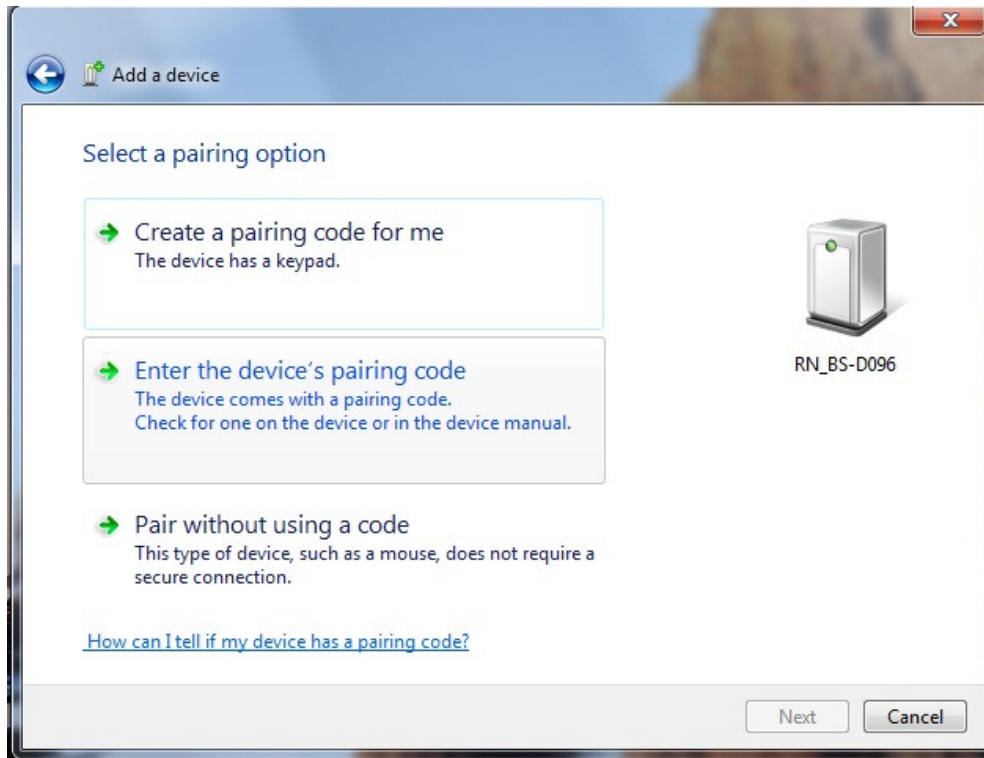 Add a device
Select a pairing option
Create a pairing code for me
The device has a keypad.
RN_BS-D096
Enter the device's pairing code
The device comes with a pairing code.
Check for one on the device or in the device manual.
Pair without using a code
This type of device, such as a mouse, does not require a
secure connection.
How can I tell if my device has a pairing code?
Next
Cancel